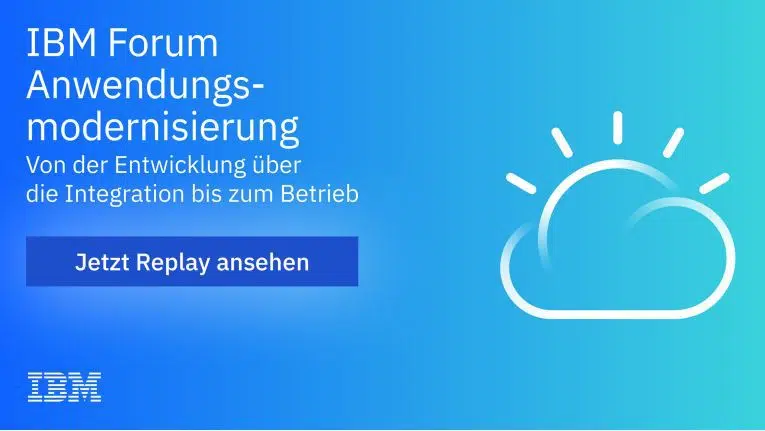 IBM Forum
Anwendungs-
modernisierung
Von der Entwicklung über
die Integration bis zum Betrieb
Jetzt Replay ansehen
IBM